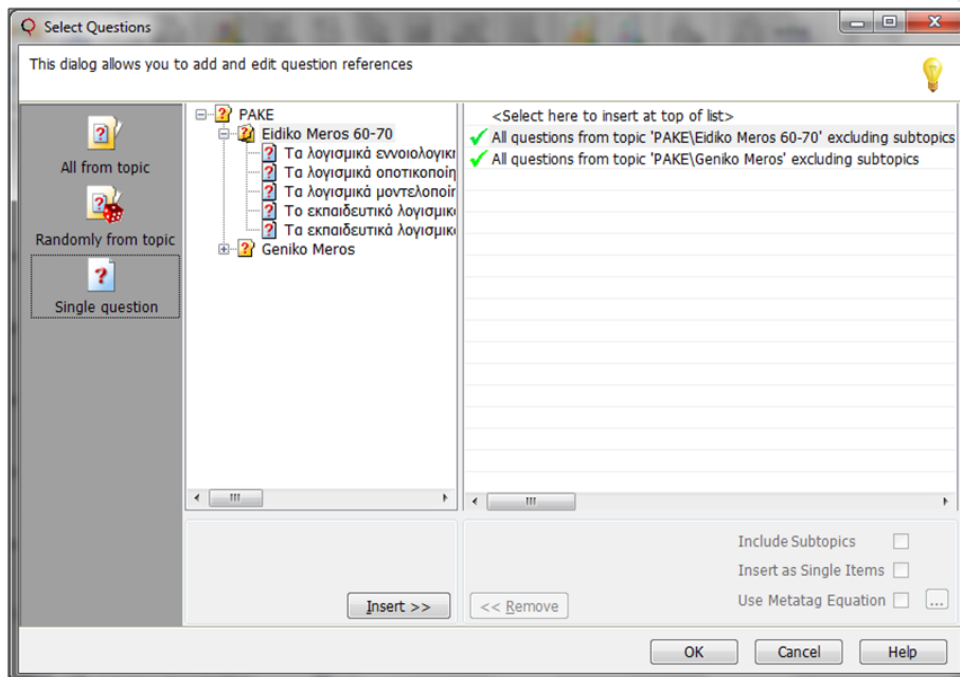 Select Questions
This dialog allows you to add and edit question references
All from topic
Randomly from topic
Single question
PAKE
Eidiko Meros 60-70
Τα λογισμικά εννοιολογικι
Τα λογισμικά οπτικοποίη
Τα λογισμικά μοντελοποίη
Το εκπαιδευτικό λογισμικό
Τα εκπαιδευτικά λογισμικ
Geniko Meros
<Select here to insert at top of list>
All questions from topic 'PAKE\Eidiko Meros 60-70' excluding subtopics
All questions from topic 'PAKE\Geniko Meros' excluding subtopics
Include Subtopics
Insert as Single Items
Use Metatag Equation
...
Insert >>
<< Remove
OK
Cancel
Help